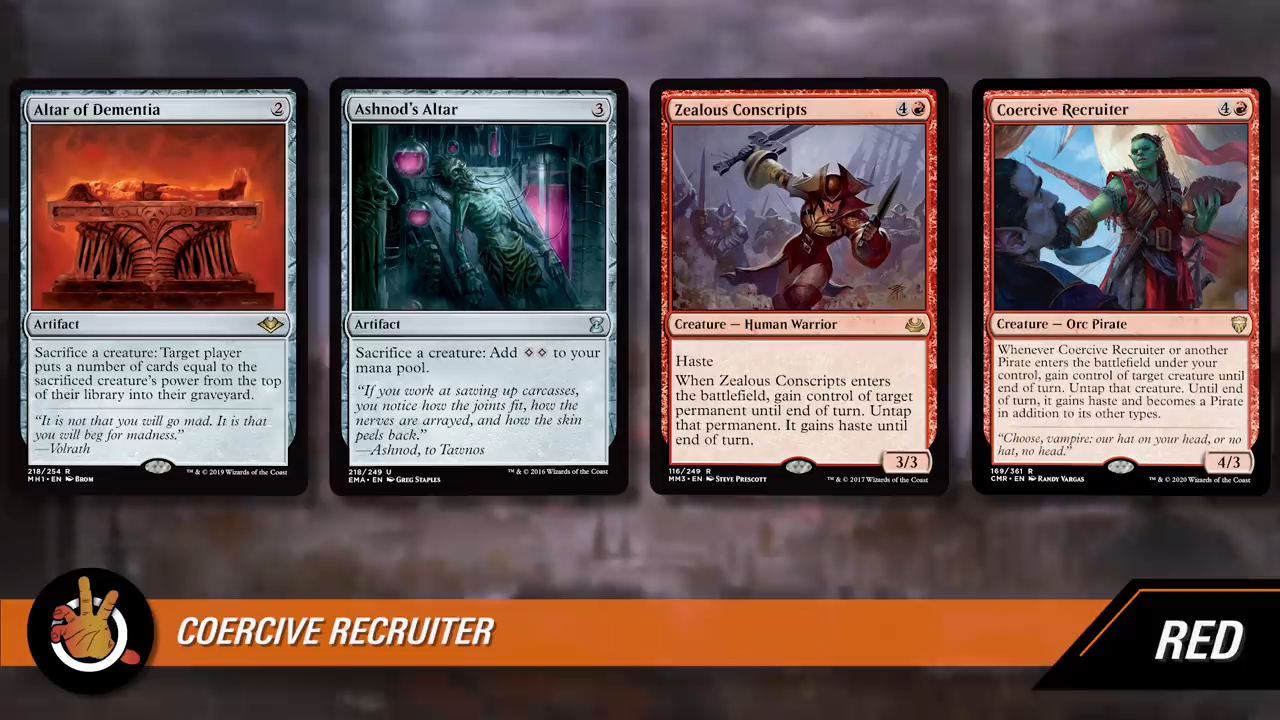 Altar of Dementia 2
Artifact
Sacrifice a creature: Target player
puts a number of cards equal to the
sacrificed creature's power from the top
of their library into their graveyard.
“It is not that you will go mad. It is that
you will beg for madness.”
—Volrath
218/254 R
MH1 • EN Brom
™ & © 2019 Wizards of the Coast
Ashnod's Altar 3
Artifact
Sacrifice a creature: Add to your
mana pool.
“If you work at sawing up carcasses,
you notice how the joints fit, how the
nerves are arrayed, and how the skin
peels back.”
—Ashnod, to Tawnos
218/249 U
EMA • EN Greg Staples
™ & © 2016 Wizards of the Coast
Zealous Conscripts 4
Creature — Human Warrior
Haste
When Zealous Conscripts enters
the battlefield, gain control of target
permanent until end of turn. Untap
that permanent. It gains haste until
end of turn.
3/3
116/249 R
MM3 • EN Steve Prescott
™ & © 2017 Wizards of the Coast
Coercive Recruiter 4
Creature — Orc Pirate
Whenever Coercive Recruiter or another
Pirate enters the battlefield under your
control, gain control of target creature until
end of turn. Untap that creature. Until end
of turn, it gains haste and becomes a Pirate
in addition to its other types.
“Choose, vampire: our hat on your head, or no
hat, no head.”
4/3
169/361 R
CMR • EN Randy Vargas
™ & © 2020 Wizards of the Coast
COERCIVE RECRUITER
RED